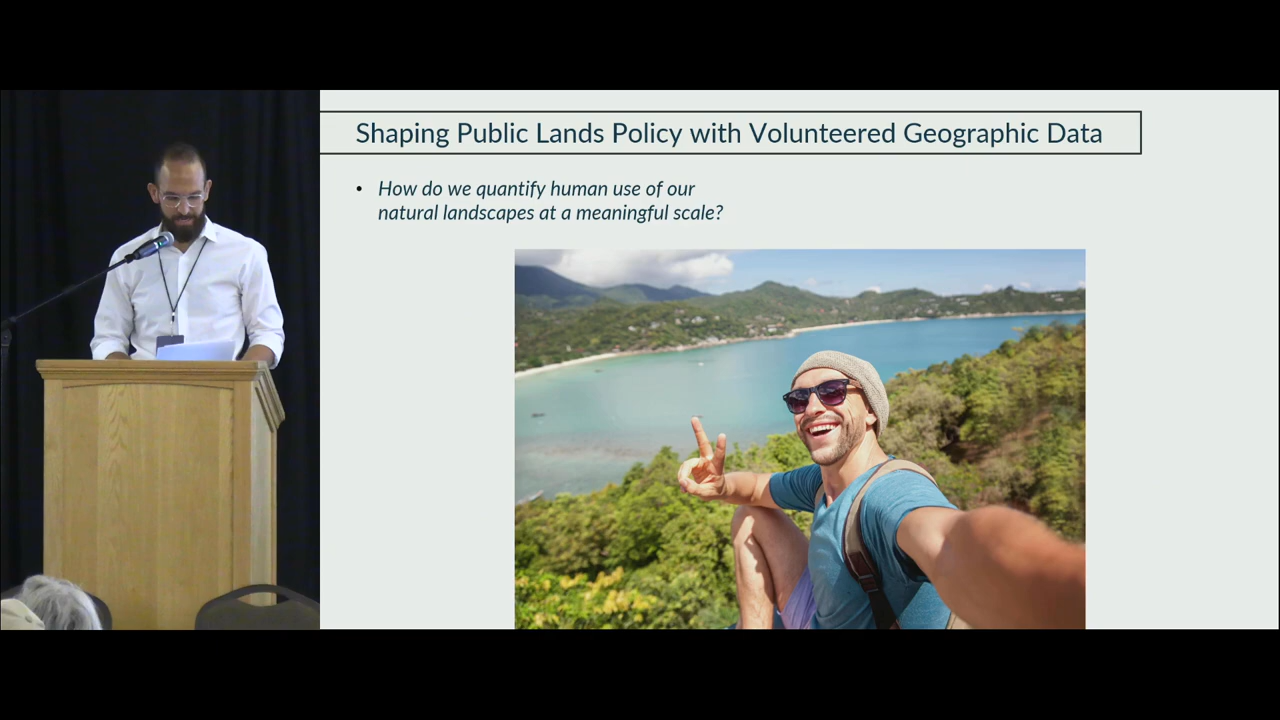 Shaping Public Lands Policy with Volunteered Geographic Data
• How do we quantify human use of our
natural landscapes at a meaningful scale?